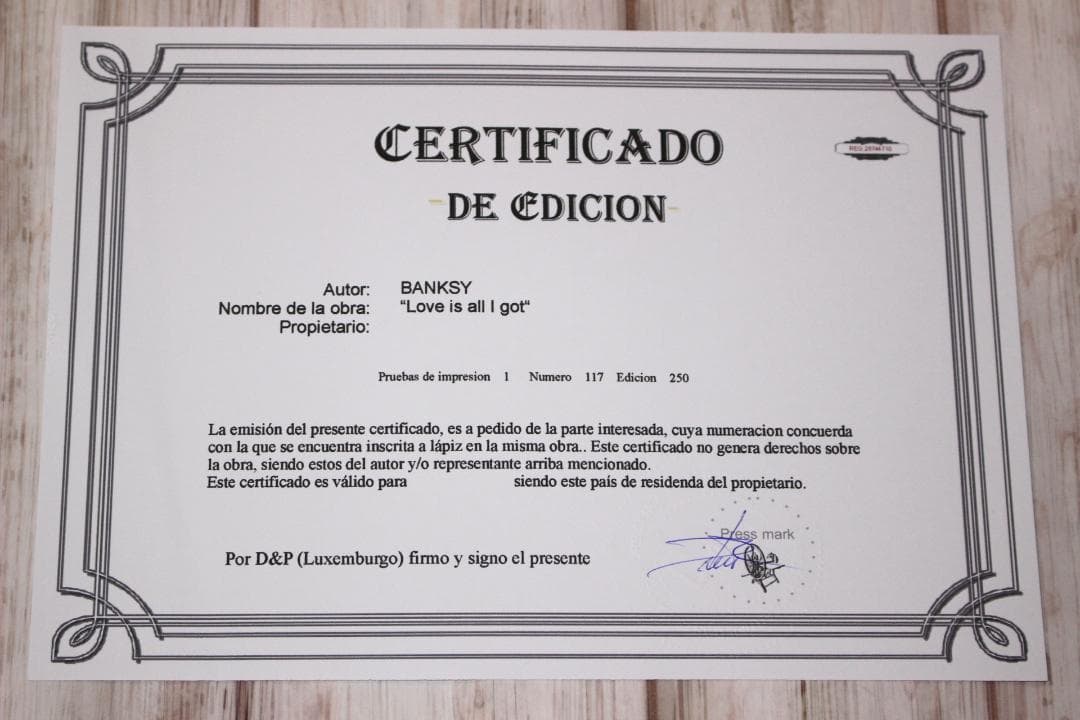 CERTIFICADO
DE EDICION
Autor: BANKSY
Nombre de la obra: “Love is all I got“
Propietario:
Pruebas de impresion 1 Numero 117 Edicion 250
La emisión del presente certificado, es a pedido de la parte interesada, cuya numeracion concuerda
con la que se encuentra inscrita a lápiz en la misma obra.. Este certificado no genera derechos sobre
la obra, siendo estos del autor y/o representante arriba mencionado.
Este certificado es válido para siendo este país de residenda del propietario.
Press mark
Por D&P (Luxemburgo) firmo y signo el presente